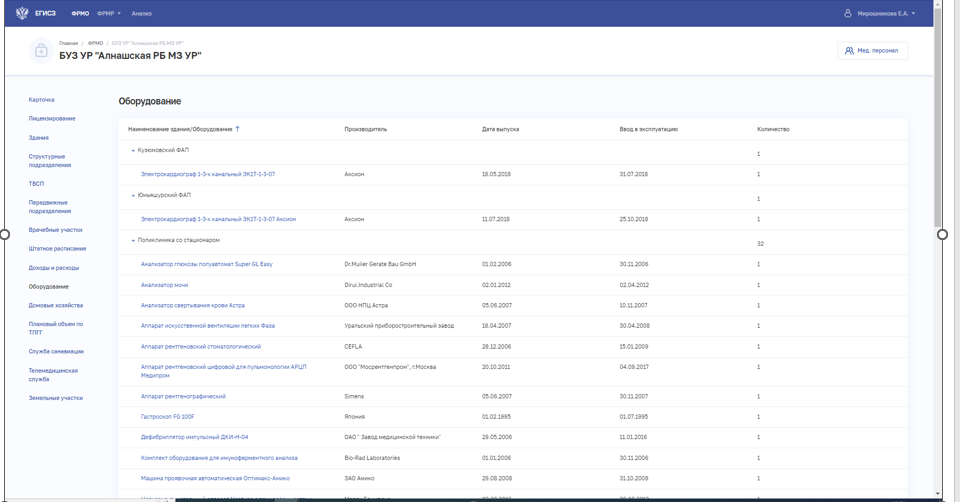 ЕГИСЗ ФРМО ФРМР Анализ Мирошникова Е.А.
Главная / ФРМО / БУЗ УР "Алнашская РБ МЗ УР"
БУЗ УР "Алнашская РБ МЗ УР"
Мед. персонал
Карточка
Лицензирование
Здания
Структурные
подразделения
ТВСП
Передвижные
подразделения
Врачебные участки
Штатное расписание
Доходы и расходы
Оборудование
Домовые хозяйства
Плановый объем по
ТПГГ
Служба санавиации
Телемедицинская
служба
Земельные участки
Оборудование
Наименование здания/Оборудование ↑ Производитель Дата выпуска Ввод в эксплуатацию Количество
Кузюмовский ФАП 1
Электрокардиограф 1-3-х канальный ЭК1Т-1-3-07 Аксион 18.05.2018 31.07.2018 1
Юмьяшурский ФАП 1
Электрокардиограф 1-3-х канальный ЭК1Т-1-3-07 Аксион Аксион 11.07.2018 25.10.2018 1
Поликлиника со стационаром 32
Анализатор глюкозы полуавтомат Super GL Easy Dr.Muller Gerate Bau GmbH 01.02.2006 30.11.2006 1
Анализатор мочи Dirui.Industrial Co 02.01.2012 02.04.2012 1
Анализатор свертывания крови Астра ООО НПЦ Астра 05.06.2007 10.11.2007 1
Аппарат искусственной вентиляции легких Фаза Уральский приборостроительный завод 18.04.2007 30.04.2008 1
Аппарат рентгеновский стоматологический CEFLA 28.12.2006 15.01.2009 1
Аппарат рентгеновский цифровой для пульмонологии АРЦП ООО "Мосрентгенпром", г.Москва 20.10.2011 04.09.2017 1
Медипром
Аппарат рентгенографический Simens 05.06.2007 30.11.2007 1
Гастроскоп FG 100F Япония 01.02.1995 01.07.1995 1
Дефибриллятор импульсный ДКИ-Н-04 ОАО " Завод медицинской техники" 29.05.2006 11.01.2016 1
Комплект оборудования для имуноферментного анализа Bio-Rad Laboratories 01.01.2006 30.11.2006 1
Машина проявочная автоматическая Оптимакс-Амико ЗАО Амико 29.08.2008 31.10.2008 1